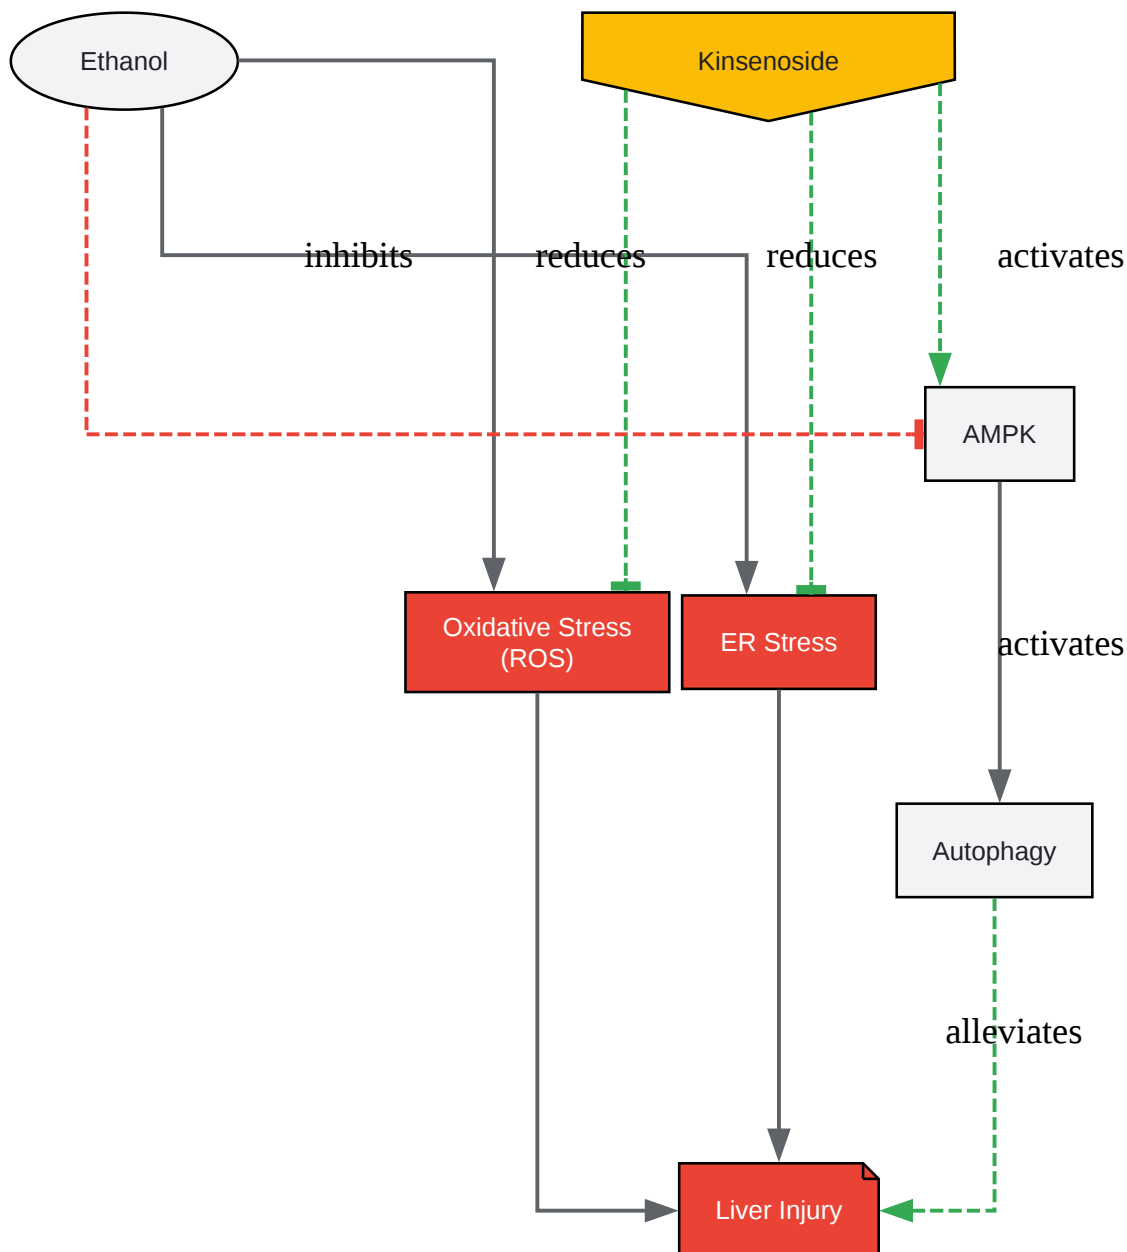 Ethanol
Kinsenoside
inhibits
reduces
reduces
activates
AMPK
Oxidative Stress
(ROS)
ER Stress
activates
Autophagy
alleviates
Liver Injury